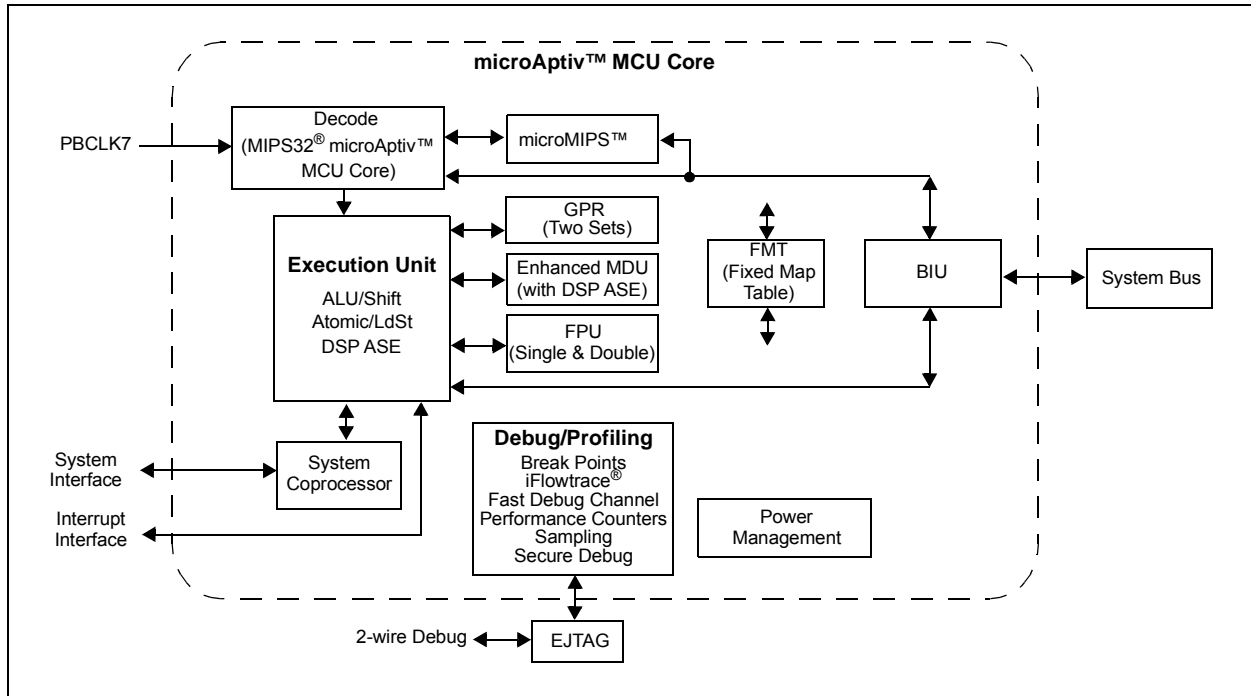 microAptiv™ MCU Core
PBCLK7
Decode
(MIPS32® microAptiv™
MCU Core)
microMIPS™
GPR
(Two Sets)
Execution Unit
ALU/Shift
Atomic/LdSt
DSP ASE
Enhanced MDU
(with DSP ASE)
FPU
(Single & Double)
FMT
(Fixed Map
Table)
BIU
System Bus
System
Interface
System
Coprocessor
Interrupt
Interface
Debug/Profiling
Break Points
iFlowtrace®
Fast Debug Channel
Performance Counters
Sampling
Secure Debug
Power
Management
2-wire Debug
EJTAG